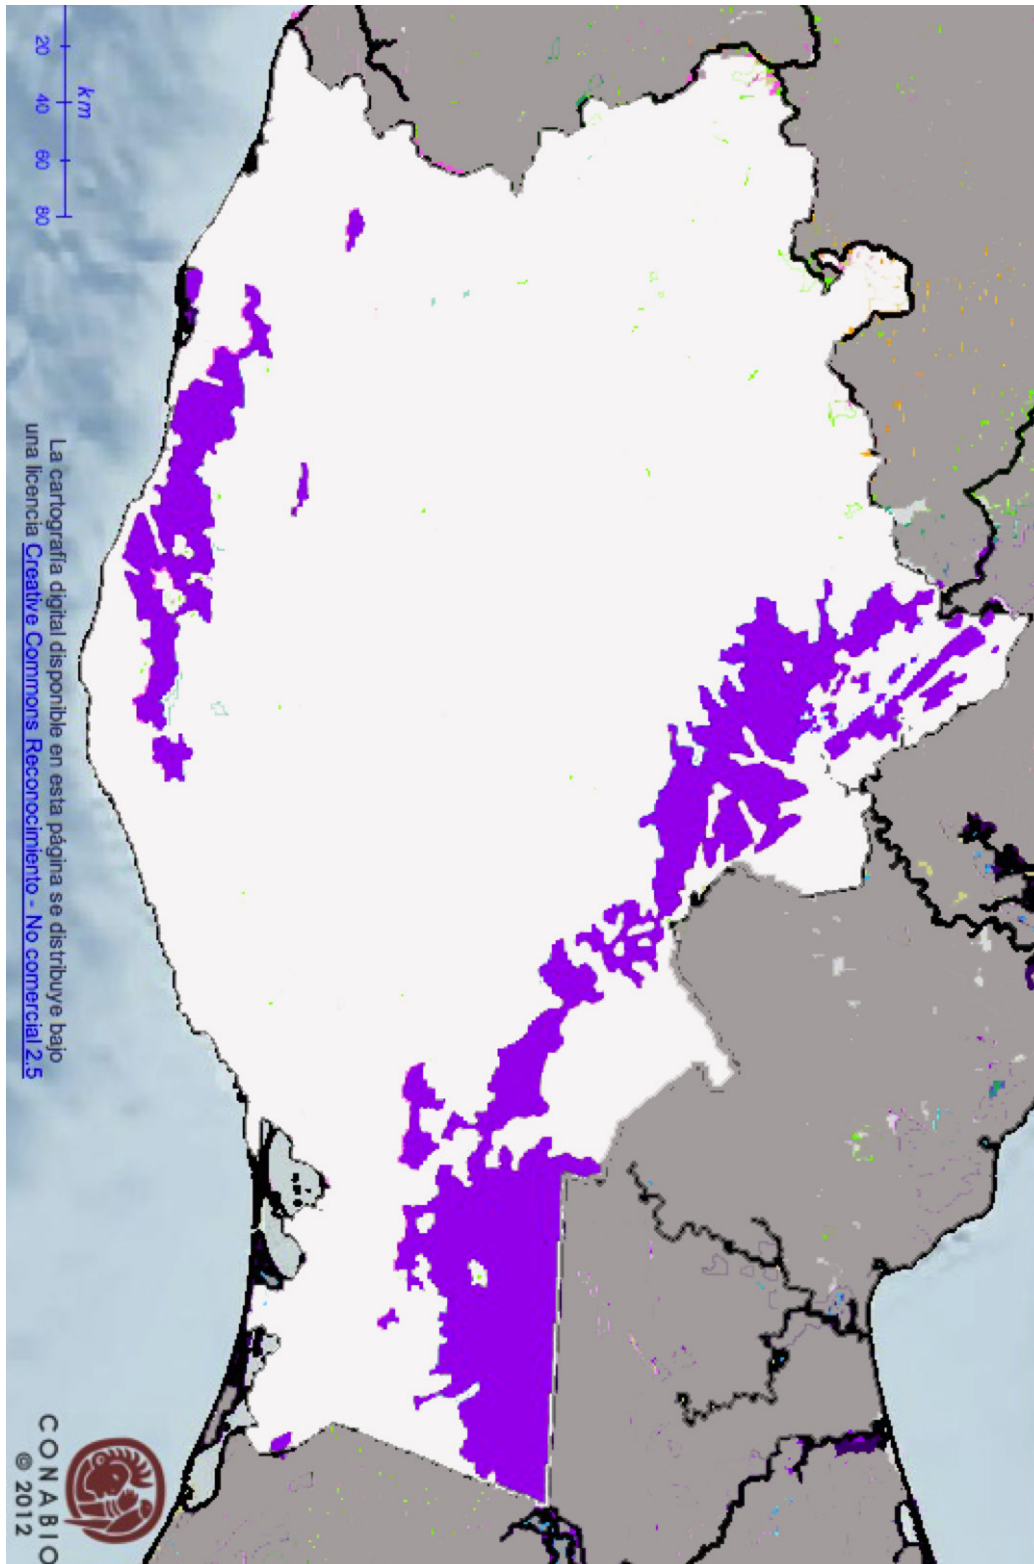 20 40 60 80
km
La cartografía digital disponible en esta página se distribuye bajo
una licencia Creative Commons Reconocimiento - No comercial 2.5
CONABIO
© 2012